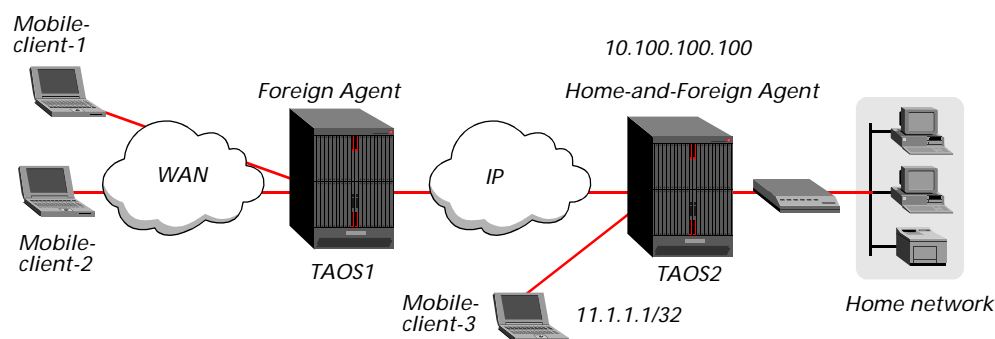 Mobile-
client-1
10.100.100.100
Foreign Agent
Home-and-Foreign Agent
WAN
IP
Mobile-
client-2
TAOS1
TAOS2
Mobile-
client-3
11.1.1.1/32
Home network